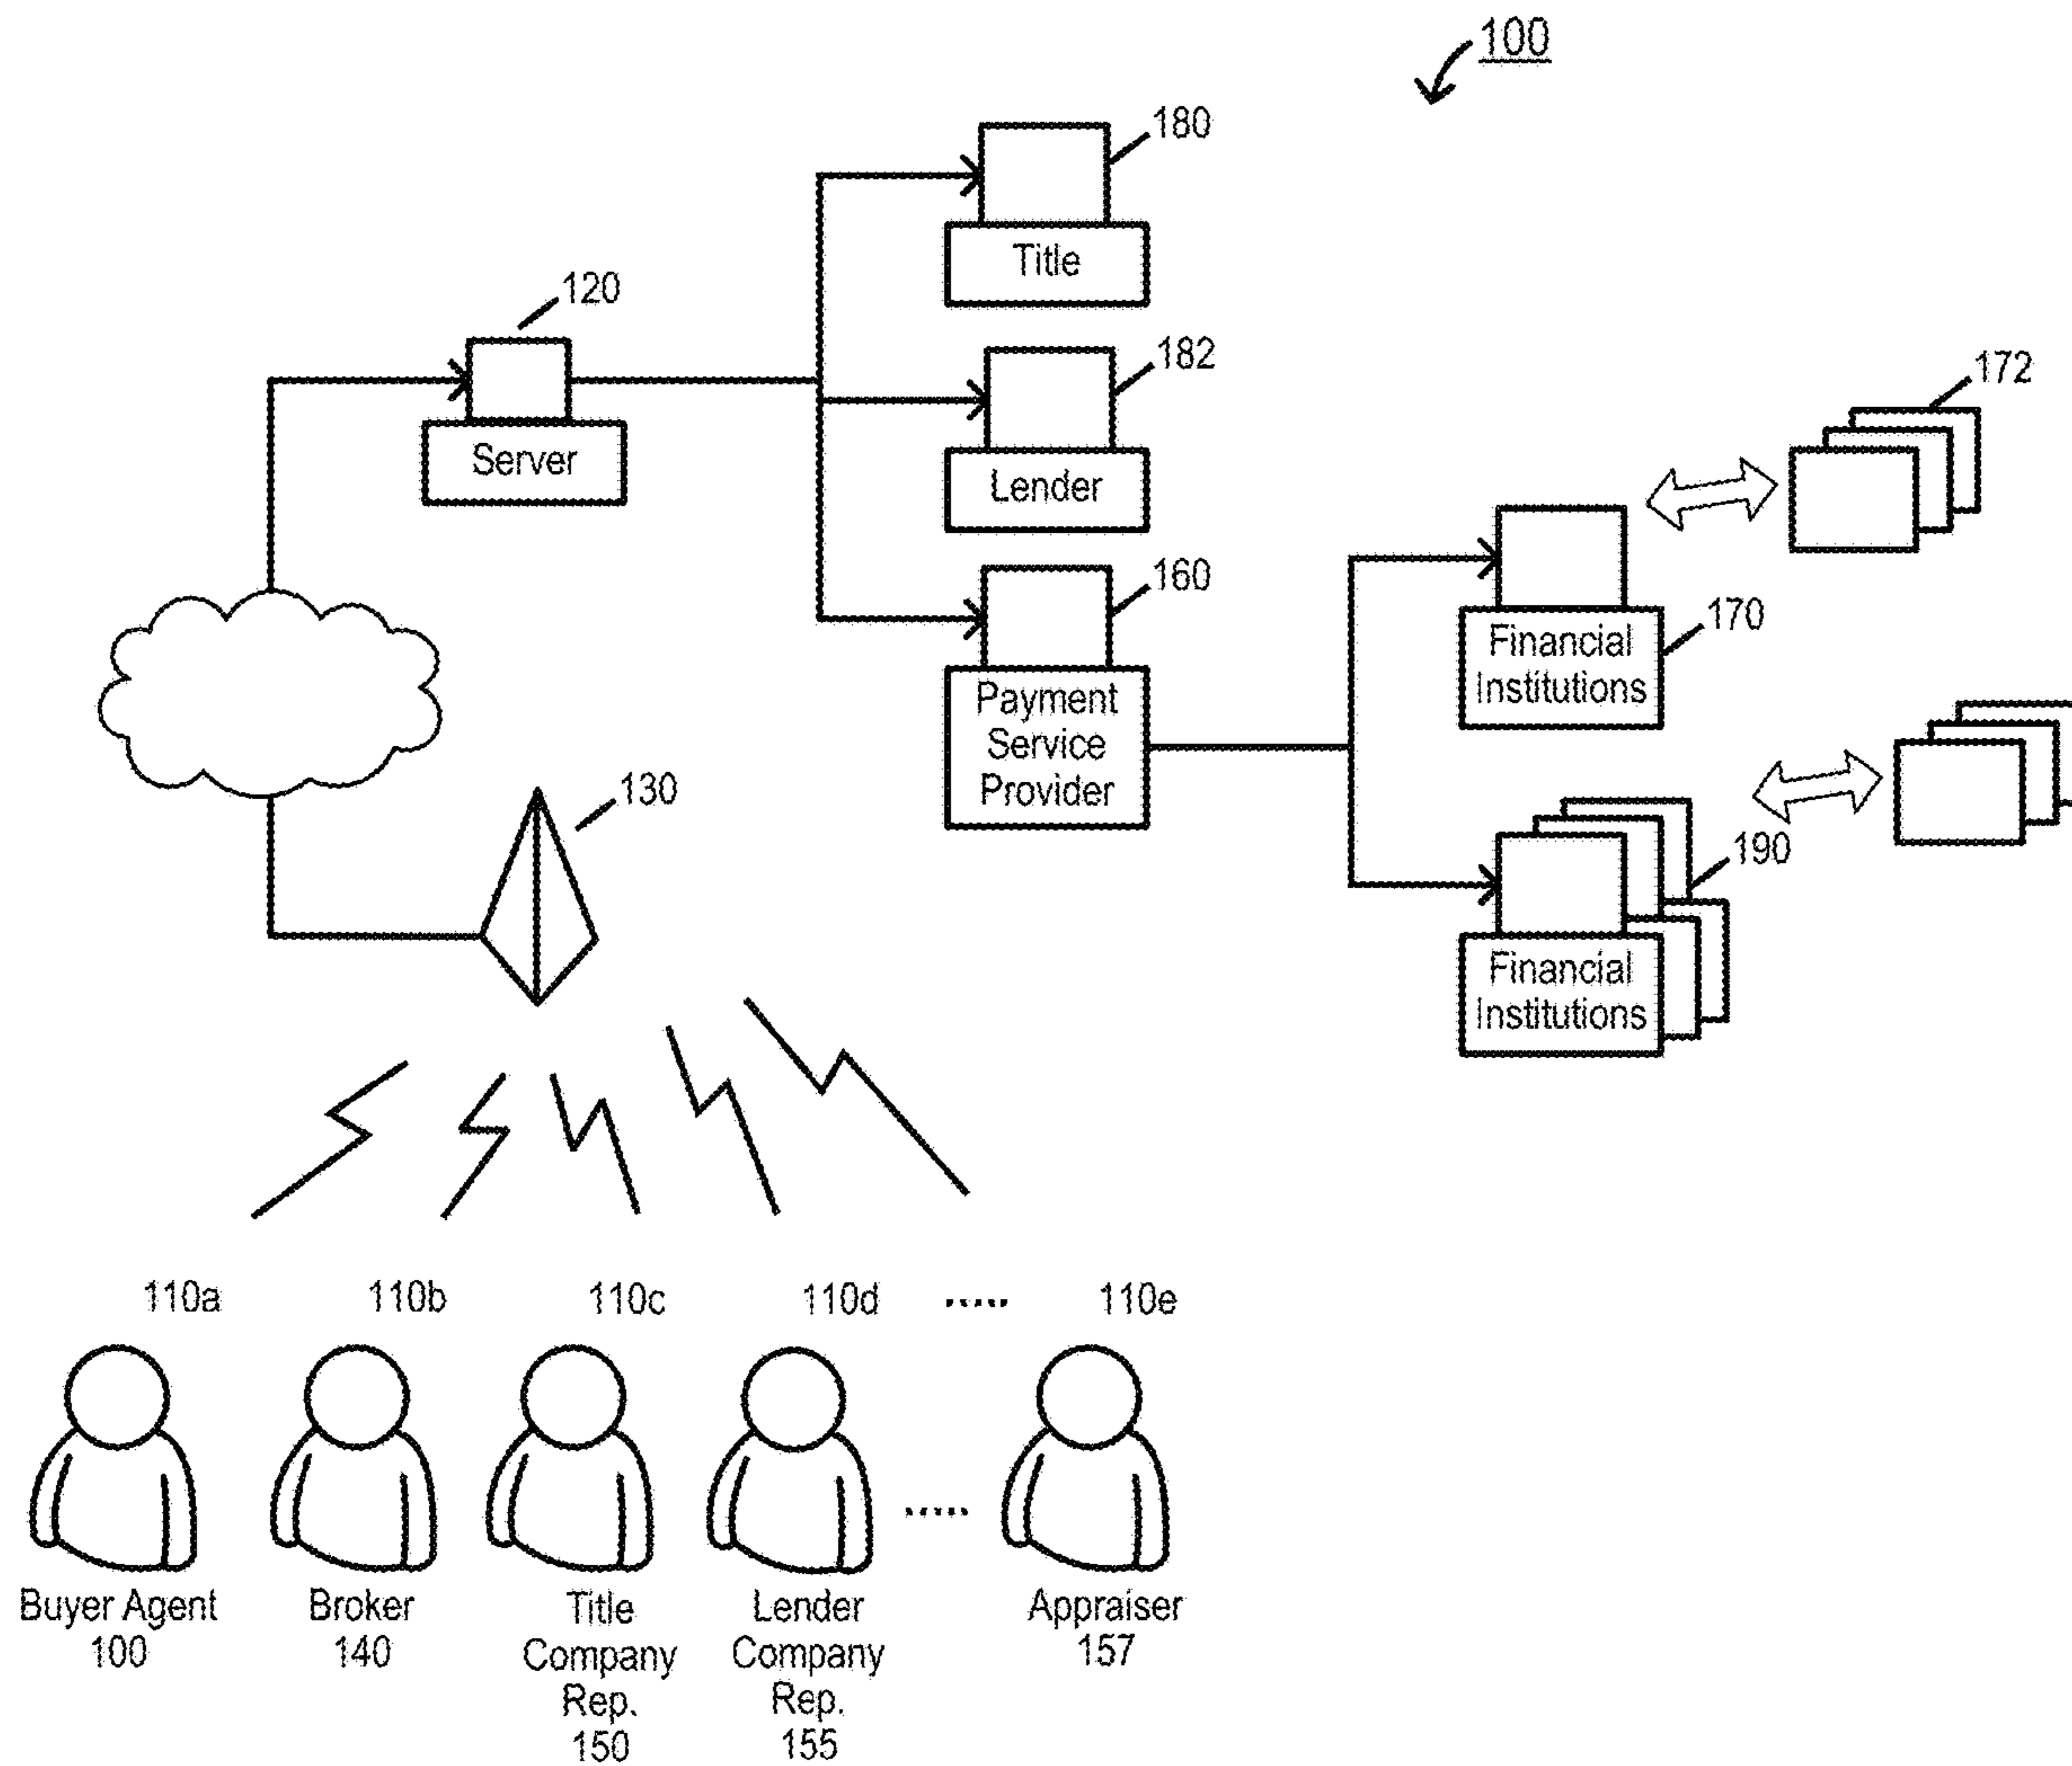 100
180
Title
120
Server
182
Lender
172
160
Payment
Service
Provider
170
Financial
Institutions
130
190
Financial
Institutions
110a 110b 110c 110d ..... 110e
.....
Buyer Agent
100
Broker
140
Title
Company
Rep.
150
Lender
Company
Rep.
155
Appraiser
157